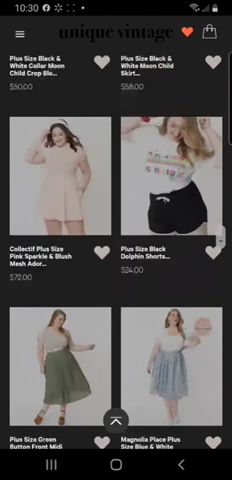 10:30
unique vintage
Plus Size Black &
White Collar Moon
Child Crop Blo...
$50.00
Plus Size Black &
White Moon Child
Skirt...
$58.00
Collectif Plus Size
Pink Sparkle & Blush
Mesh Ador...
$72.00
Plus Size Black
Dolphin Shorts...
$24.00
Plus Size Green
Button Front Midi
Magnolia Place Plus
Size Blue & White